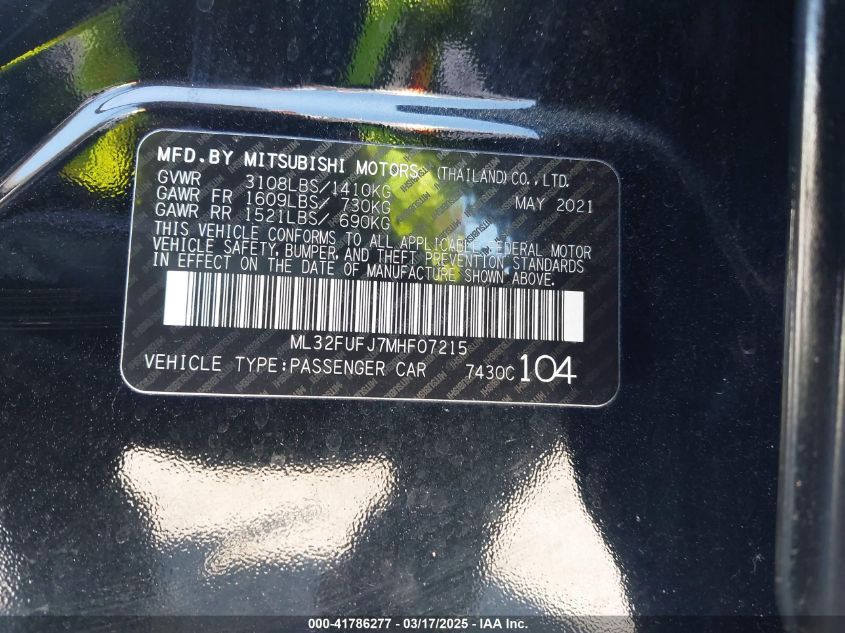 MFD.BY MITSUBISHI MOTORS (THAILAND) CO., LTD.
GVWR 3108LBS/1410KG MAY 2021
GAWR FR 1609LBS/ 730KG
GAWR RR 1521LBS/ 690KG
THIS VEHICLE CONFORMS TO ALL APPLICABLE FEDERAL MOTOR
VEHICLE SAFETY, BUMPER, AND THEFT PREVENTION STANDARDS
IN EFFECT ON THE DATE OF MANUFACTURE SHOWN ABOVE.
ML32FUFJ7MHF07215
VEHICLE TYPE:PASSENGER CAR 7430C 104
000-41786277 - 03/17/2025 - IAA Inc.